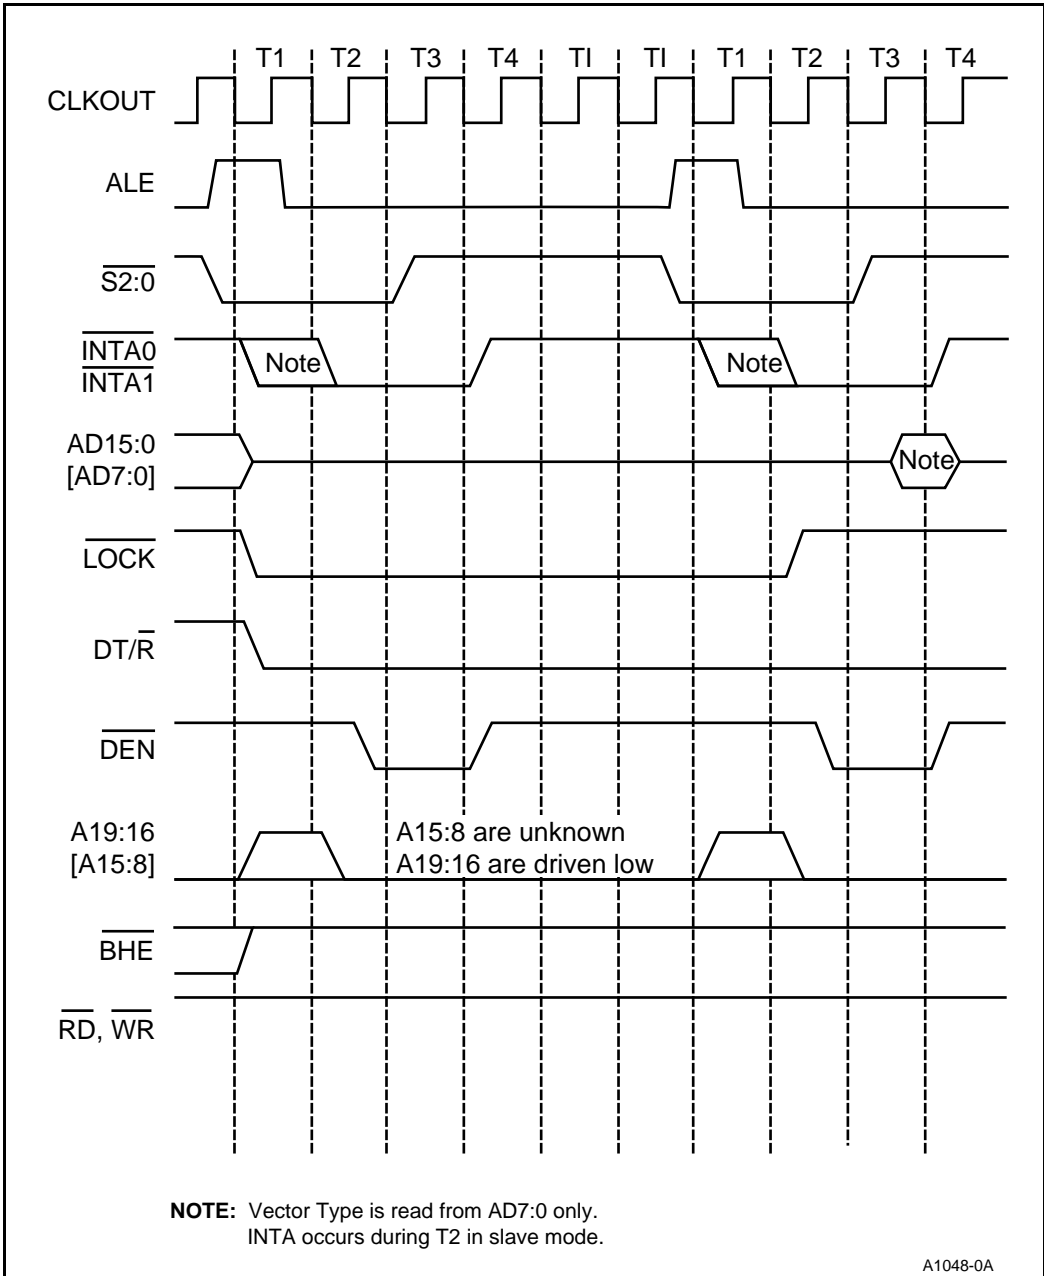 T1 T2 T3 T4 TI TI T1 T2 T3 T4
CLKOUT
ALE
S2:0
INTA0
INTA1
Note
Note
AD15:0
[AD7:0]
Note
LOCK
DT/R
DEN
A19:16
[A15:8]
A15:8 are unknown
A19:16 are driven low
BHE
RD, WR
NOTE: Vector Type is read from AD7:0 only.
INTA occurs during T2 in slave mode.
A1048-0A